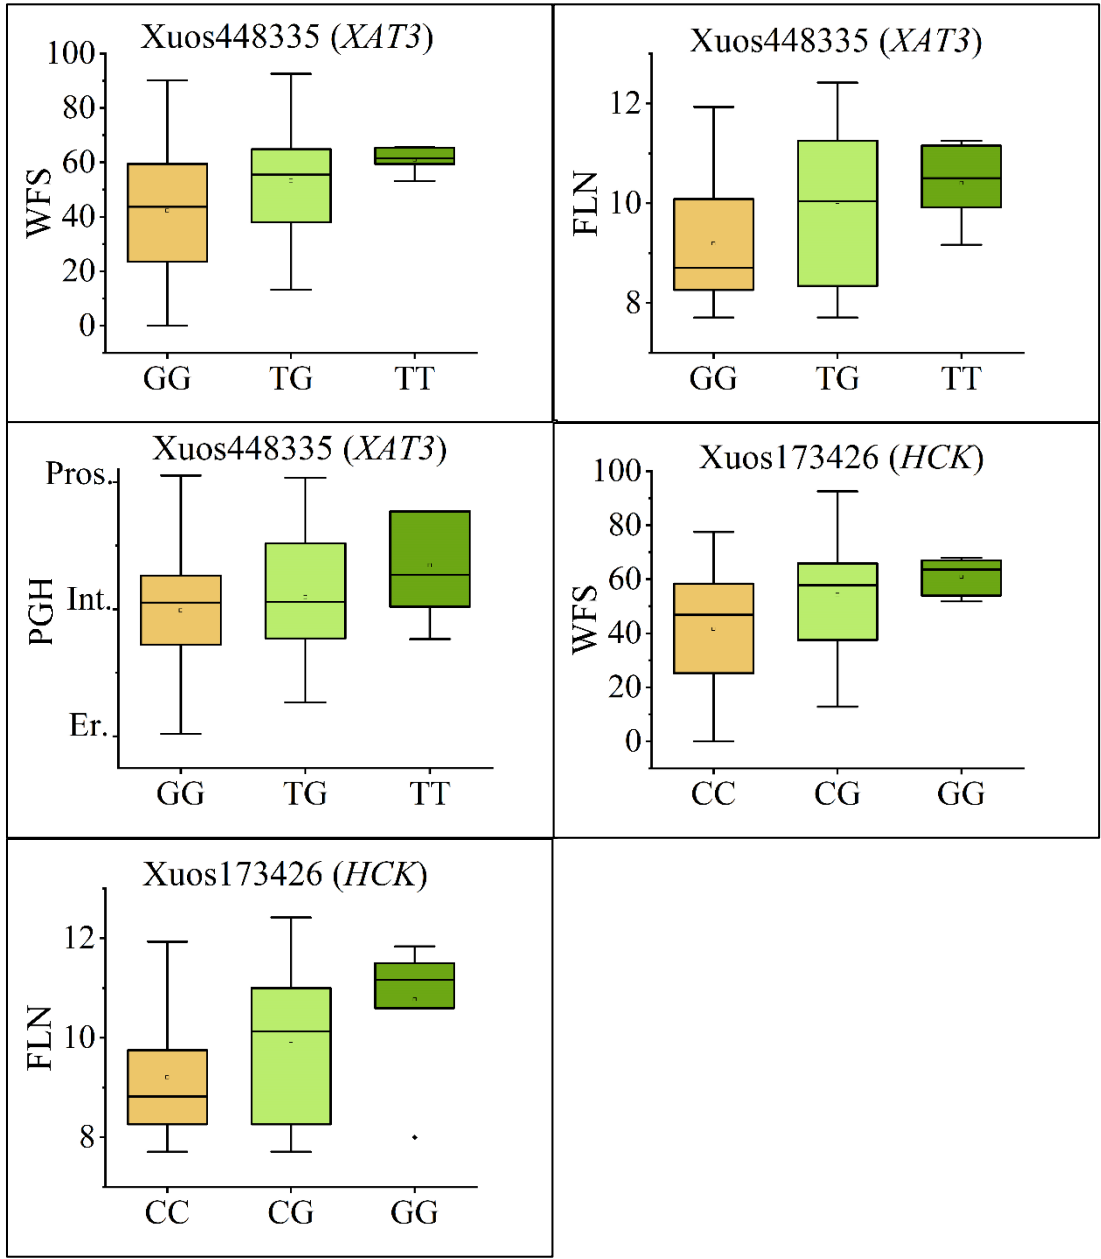 Xuos448335 (XAT3)
100
80
60
40
20
0
WFS
GG TG TT
Xuos448335 (XAT3)
12
10
8
FLN
GG TG TT
Xuos448335 (XAT3)
Pros.
Int.
Er.
PGH
GG TG TT
Xuos173426 (HCK)
100
80
60
40
20
0
WFS
CC CG GG
Xuos173426 (HCK)
12
10
8
FLN
CC CG GG